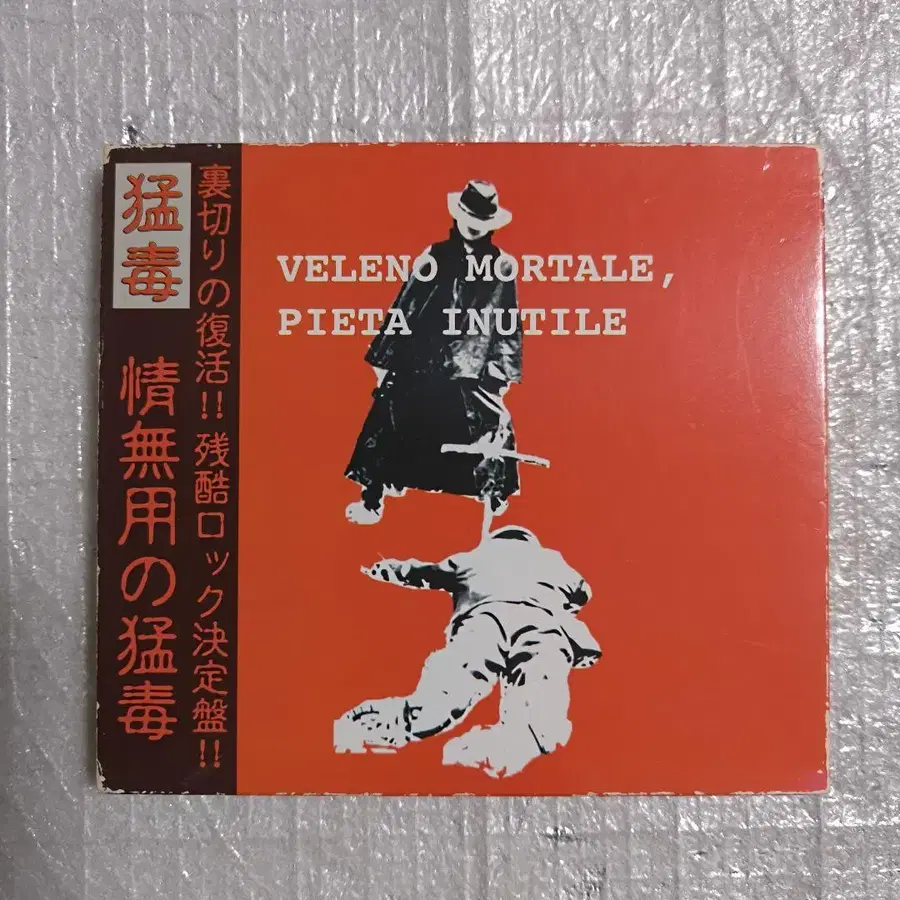 猛毒
情無用の猛毒
裏切りの復活!! 残酷ロック決定盤!!
VELENO MORTALE,
PIETA INUTILE